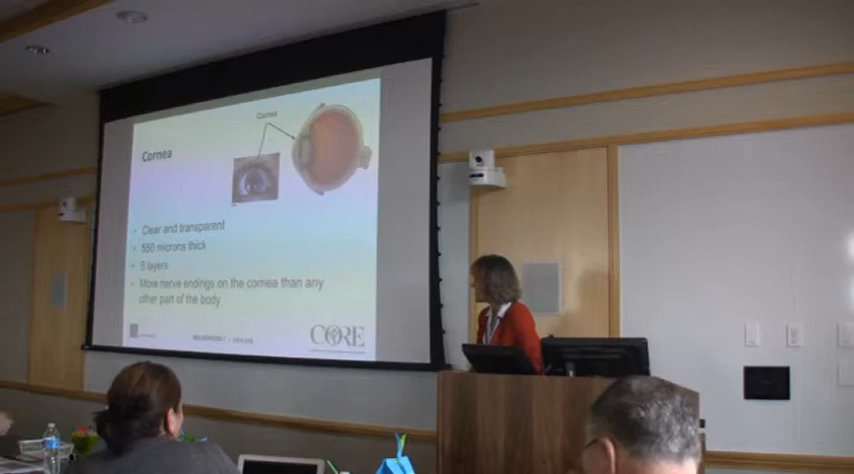 Cornea
Cornea
Clear and transparent
550 microns thick
5 layers
More nerve endings on the cornea than any
other part of the body
CORE